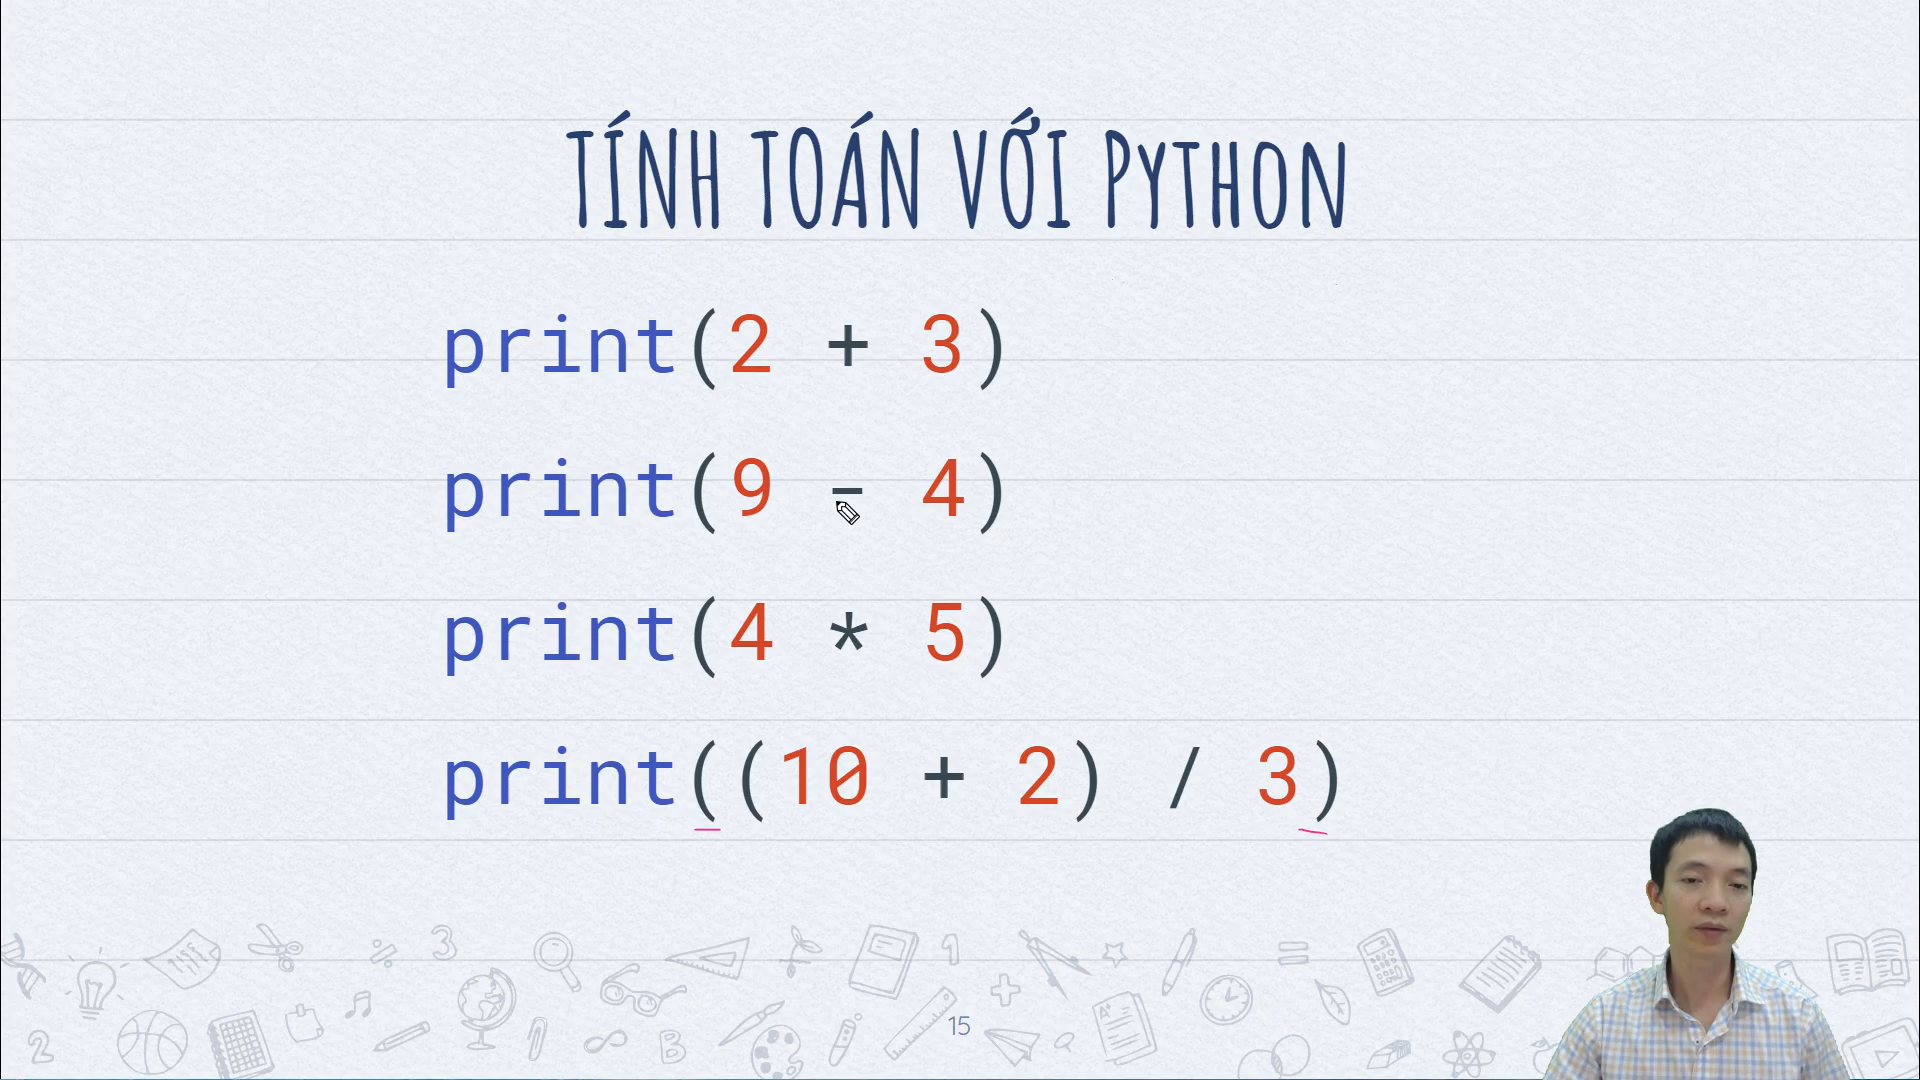 TÍNH TOÁN VỚI PYTHON
print(2 + 3)
print(9 - 4)
print(4 * 5)
print((10 + 2) / 3)
15